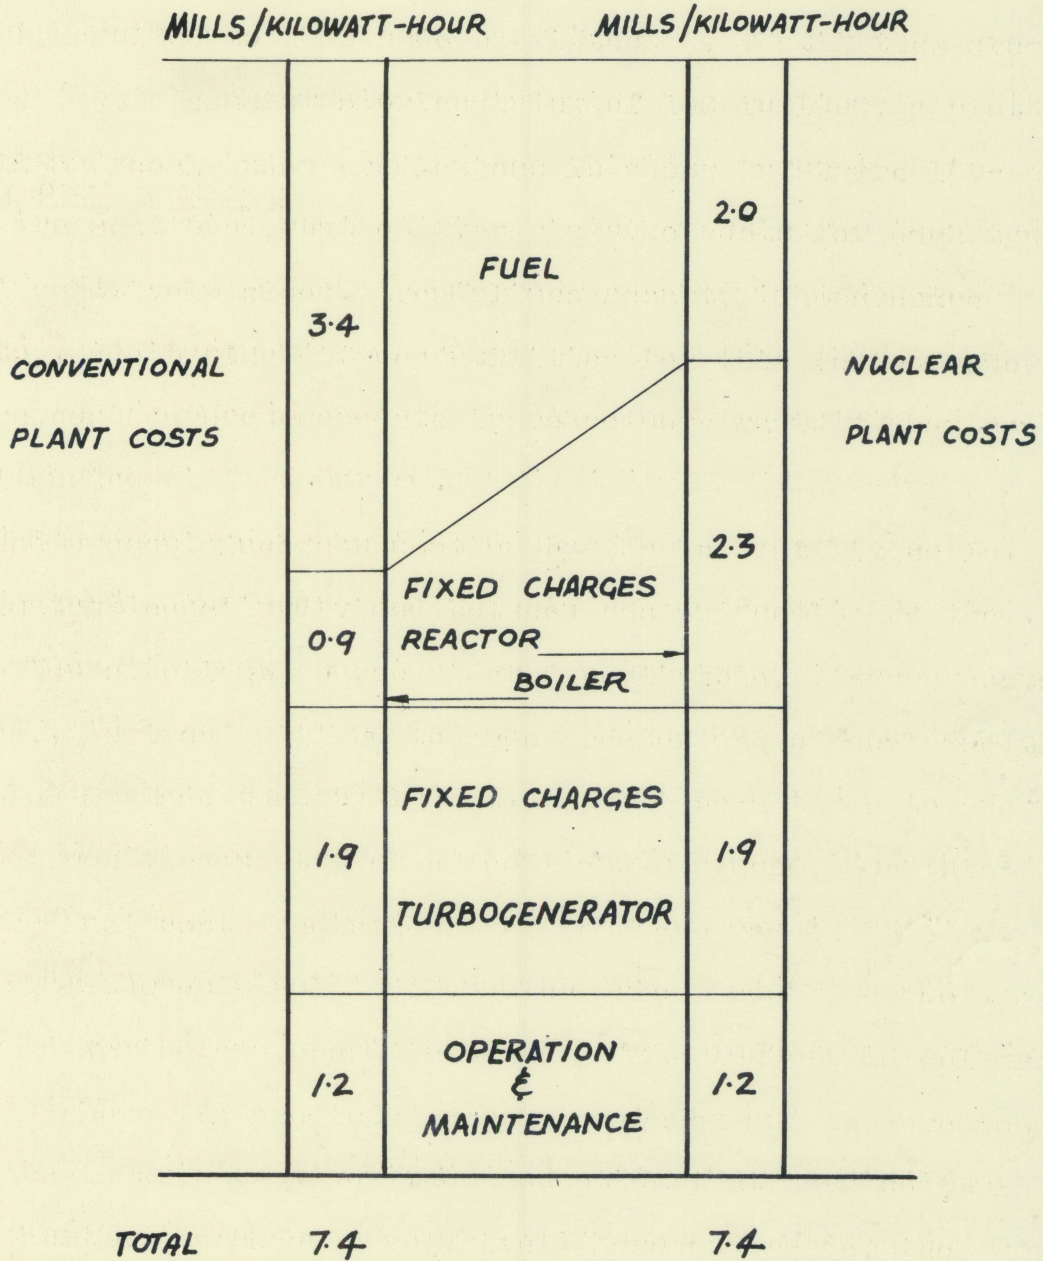 MILLS/KILOWATT-HOUR MILLS/KILOWATT-HOUR
2.0
FUEL
3.4
CONVENTIONAL NUCLEAR
PLANT COSTS PLANT COSTS
2.3
FIXED CHARGES
0.9 REACTOR
BOILER
FIXED CHARGES
1.9 1.9
TURBOGENERATOR
OPERATION
1.2 & 1.2
MAINTENANCE
TOTAL 7.4 7.4